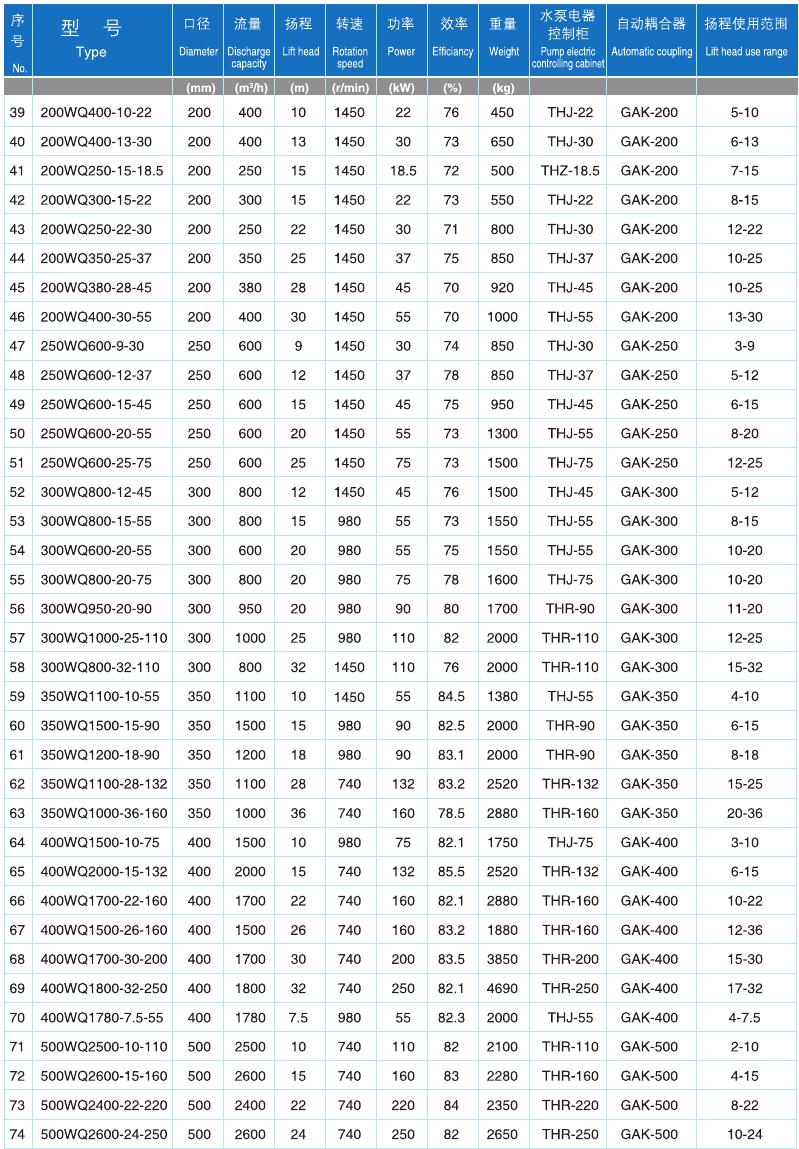 序号 型 号 口径 流量 扬程 转速 功率 效率 重量 水泵电器控制柜 自动耦合器 扬程使用范围
No. Type Diameter Discharge capacity Lift head Rotation speed Power Efficiancy Weight Pump electric controlling cabinet Automatic coupling Lift head use range
(mm) (m³/h) (m) (r/min) (kW) (%) (kg)
39 200WQ400-10-22 200 400 10 1450 22 76 450 THJ-22 GAK-200 5-10
40 200WQ400-13-30 200 400 13 1450 30 73 650 THJ-30 GAK-200 6-13
41 200WQ250-15-18.5 200 250 15 1450 18.5 72 500 THZ-18.5 GAK-200 7-15
42 200WQ300-15-22 200 300 15 1450 22 73 550 THJ-22 GAK-200 8-15
43 200WQ250-22-30 200 250 22 1450 30 71 800 THJ-30 GAK-200 12-22
44 200WQ350-25-37 200 350 25 1450 37 75 850 THJ-37 GAK-200 10-25
45 200WQ380-28-45 200 380 28 1450 45 70 920 THJ-45 GAK-200 10-25
46 200WQ400-30-55 200 400 30 1450 55 70 1000 THJ-55 GAK-200 13-30
47 250WQ600-9-30 250 600 9 1450 30 74 850 THJ-30 GAK-250 3-9
48 250WQ600-12-37 250 600 12 1450 37 78 850 THJ-37 GAK-250 5-12
49 250WQ600-15-45 250 600 15 1450 45 75 950 THJ-45 GAK-250 6-15
50 250WQ600-20-55 250 600 20 1450 55 73 1300 THJ-55 GAK-250 8-20
51 250WQ600-25-75 250 600 25 1450 75 73 1500 THJ-75 GAK-250 12-25
52 300WQ800-12-45 300 800 12 1450 45 76 1500 THJ-45 GAK-300 5-12
53 300WQ800-15-55 300 800 15 980 55 73 1550 THJ-55 GAK-300 8-15
54 300WQ600-20-55 300 600 20 980 55 75 1550 THJ-55 GAK-300 10-20
55 300WQ800-20-75 300 800 20 980 75 78 1600 THJ-75 GAK-300 10-20
56 300WQ950-20-90 300 950 20 980 90 80 1700 THR-90 GAK-300 11-20
57 300WQ1000-25-110 300 1000 25 980 110 82 2000 THR-110 GAK-300 12-25
58 300WQ800-32-110 300 800 32 1450 110 76 2000 THR-110 GAK-300 15-32
59 350WQ1100-10-55 350 1100 10 1450 55 84.5 1380 THJ-55 GAK-350 4-10
60 350WQ1500-15-90 350 1500 15 980 90 82.5 2000 THR-90 GAK-350 6-15
61 350WQ1200-18-90 350 1200 18 980 90 83.1 2000 THR-90 GAK-350 8-18
62 350WQ1100-28-132 350 1100 28 740 132 83.2 2520 THR-132 GAK-350 15-25
63 350WQ1000-36-160 350 1000 36 740 160 78.5 2880 THR-160 GAK-350 20-36
64 400WQ1500-10-75 400 1500 10 980 75 82.1 1750 THJ-75 GAK-400 3-10
65 400WQ2000-15-132 400 2000 15 740 132 85.5 2520 THR-132 GAK-400 6-15
66 400WQ1700-22-160 400 1700 22 740 160 82.1 2880 THR-160 GAK-400 10-22
67 400WQ1500-26-160 400 1500 26 740 160 83.2 1880 THR-160 GAK-400 12-36
68 400WQ1700-30-200 400 1700 30 740 200 83.5 3850 THR-200 GAK-400 15-30
69 400WQ1800-32-250 400 1800 32 740 250 82.1 4690 THR-250 GAK-400 17-32
70 400WQ1780-7.5-55 400 1780 7.5 980 55 82.3 2000 THJ-55 GAK-400 4-7.5
71 500WQ2500-10-110 500 2500 10 740 110 82 2100 THR-110 GAK-500 2-10
72 500WQ2600-15-160 500 2600 15 740 160 83 2280 THR-160 GAK-500 4-15
73 500WQ2400-22-220 500 2400 22 740 220 84 2350 THR-220 GAK-500 8-22
74 500WQ2600-24-250 500 2600 24 740 250 82 2650 THR-250 GAK-500 10-24